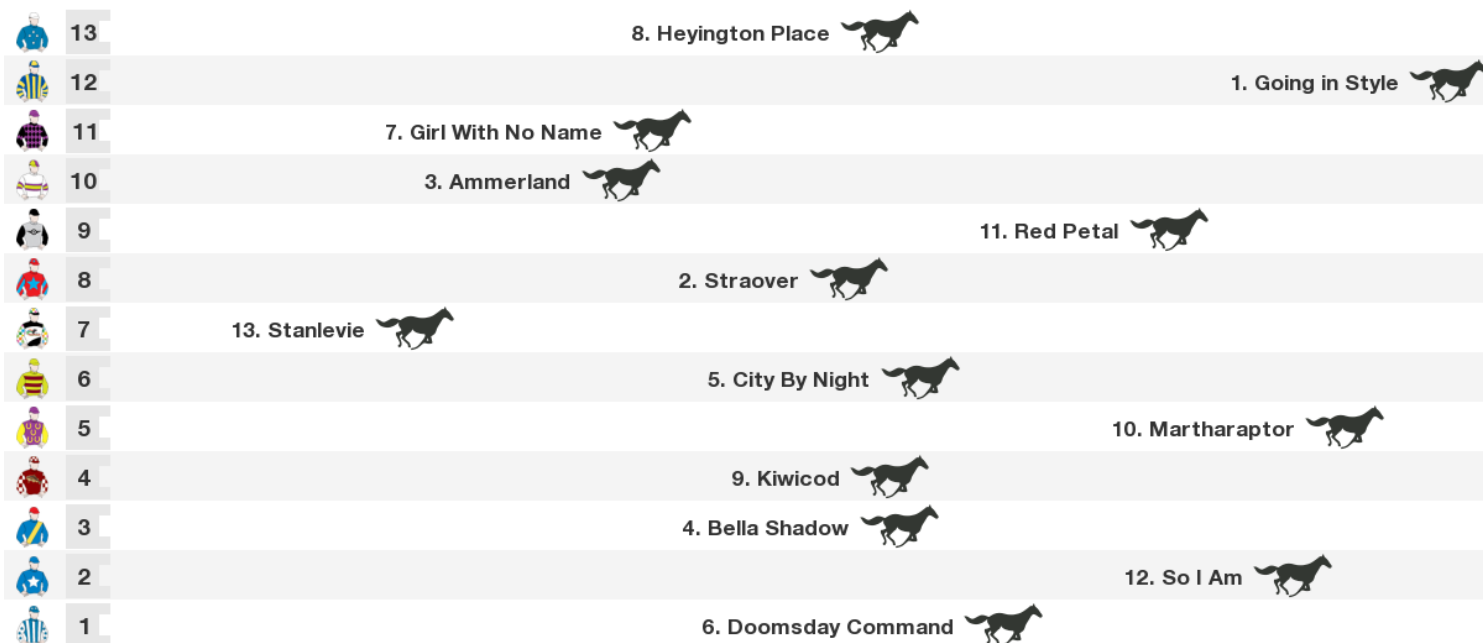 13 8. Heyington Place
12 1. Going in Style
11 7. Girl With No Name
10 3. Ammerland
9 11. Red Petal
8 2. Straover
7 13. Stanlevie
6 5. City By Night
5 10. Martharaptor
4 9. Kiwicod
3 4. Bella Shadow
2 12. So I Am
1 6. Doomsday Command